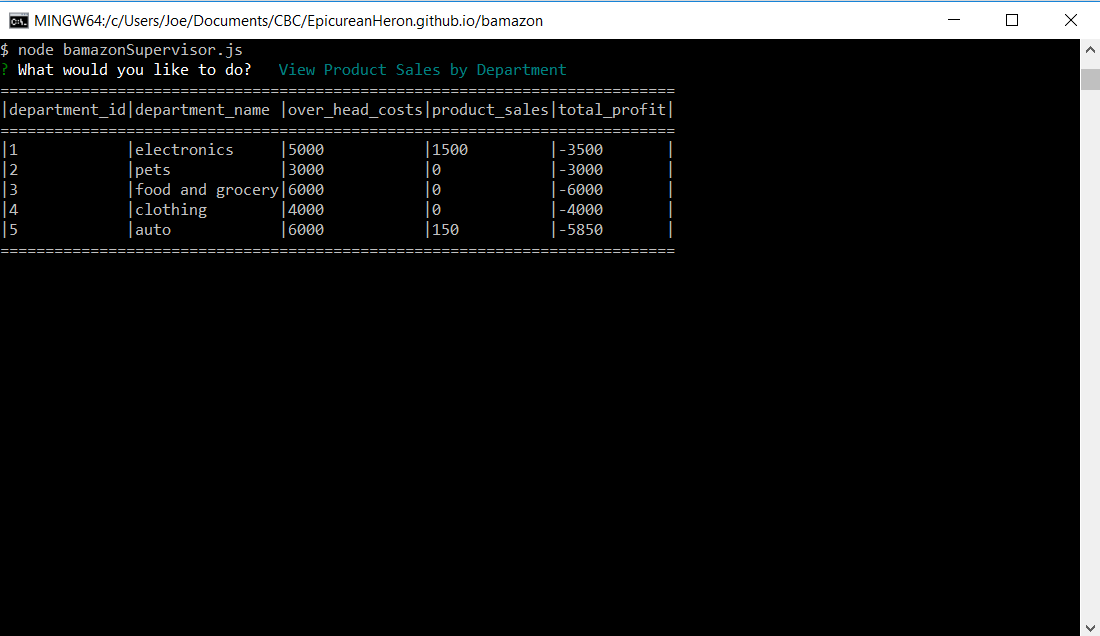 MINGW64:/c/Users/Joe/Documents/CBC/EpicureanHeron.github.io/bamazon
$ node bamazonSupervisor.js
? What would you like to do?   View Product Sales by Department
===========================================================================
|department_id|department_name |over_head_costs|product_sales|total_profit|
===========================================================================
|1            |electronics     |5000           |1500         |-3500       |
|2            |pets            |3000           |0            |-3000       |
|3            |food and grocery|6000           |0            |-6000       |
|4            |clothing        |4000           |0            |-4000       |
|5            |auto            |6000           |150          |-5850       |
===========================================================================